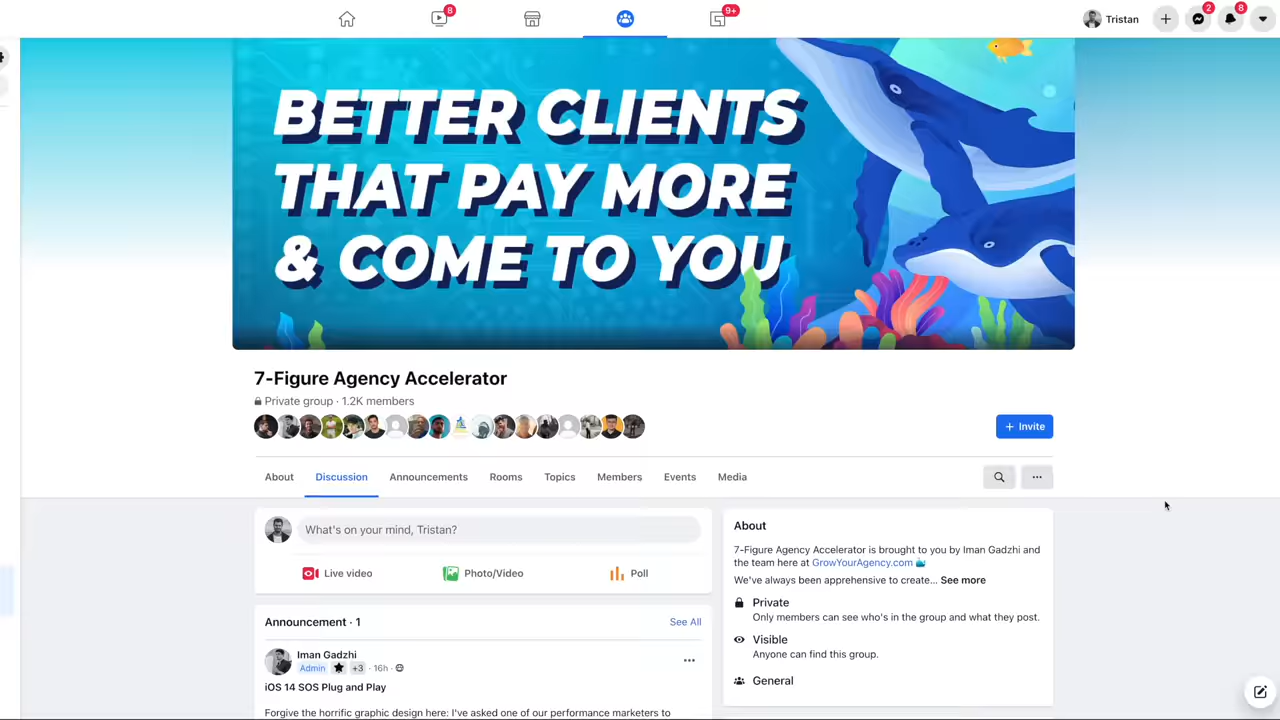 8
9+
Tristan
2
8
BETTER CLIENTS
THAT PAY MORE
& COME TO YOU
7-Figure Agency Accelerator
Private group · 1.2K members
+ Invite
About
Discussion
Announcements
Rooms
Topics
Members
Events
Media
What's on your mind, Tristan?
Live video
Photo/Video
Poll
Announcement · 1
See All
Iman Gadzhi
Admin
+3 · 16h ·
iOS 14 SOS Plug and Play
Forgive the horrific graphic design here: I've asked one of our performance marketers to
About
7-Figure Agency Accelerator is brought to you by Iman Gadzhi and
the team here at GrowYourAgency.com
We've always been apprehensive to create... See more
Private
Only members can see who's in the group and what they post.
Visible
Anyone can find this group.
General